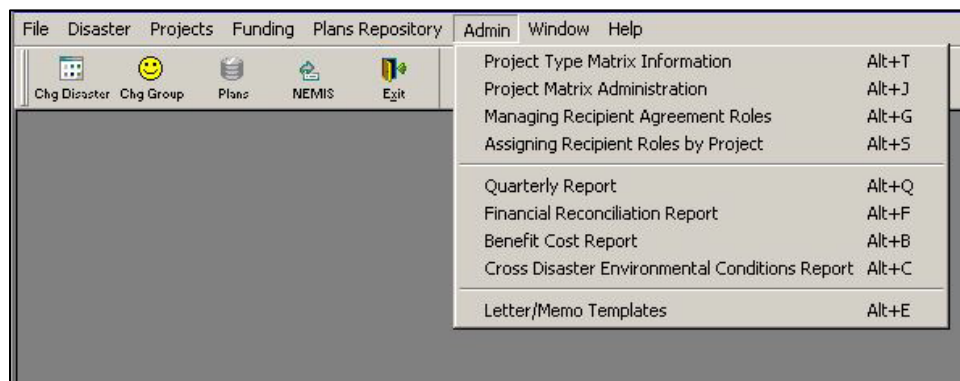 File Disaster Projects Funding Plans Repository Admin Window Help
Chg Disaster Chg Group Plans NEMIS Exit
Project Type Matrix Information Alt+T
Project Matrix Administration Alt+J
Managing Recipient Agreement Roles Alt+G
Assigning Recipient Roles by Project Alt+S
Quarterly Report Alt+Q
Financial Reconciliation Report Alt+F
Benefit Cost Report Alt+B
Cross Disaster Environmental Conditions Report Alt+C
Letter/Memo Templates Alt+E